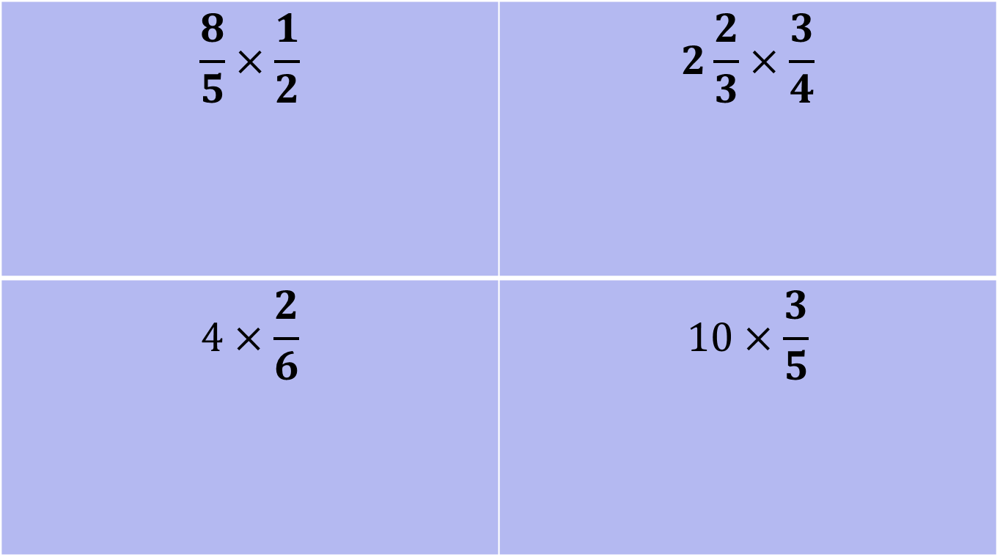 8/5 × 1/2
2 2/3 × 3/4
4 × 2/6
10 × 3/5